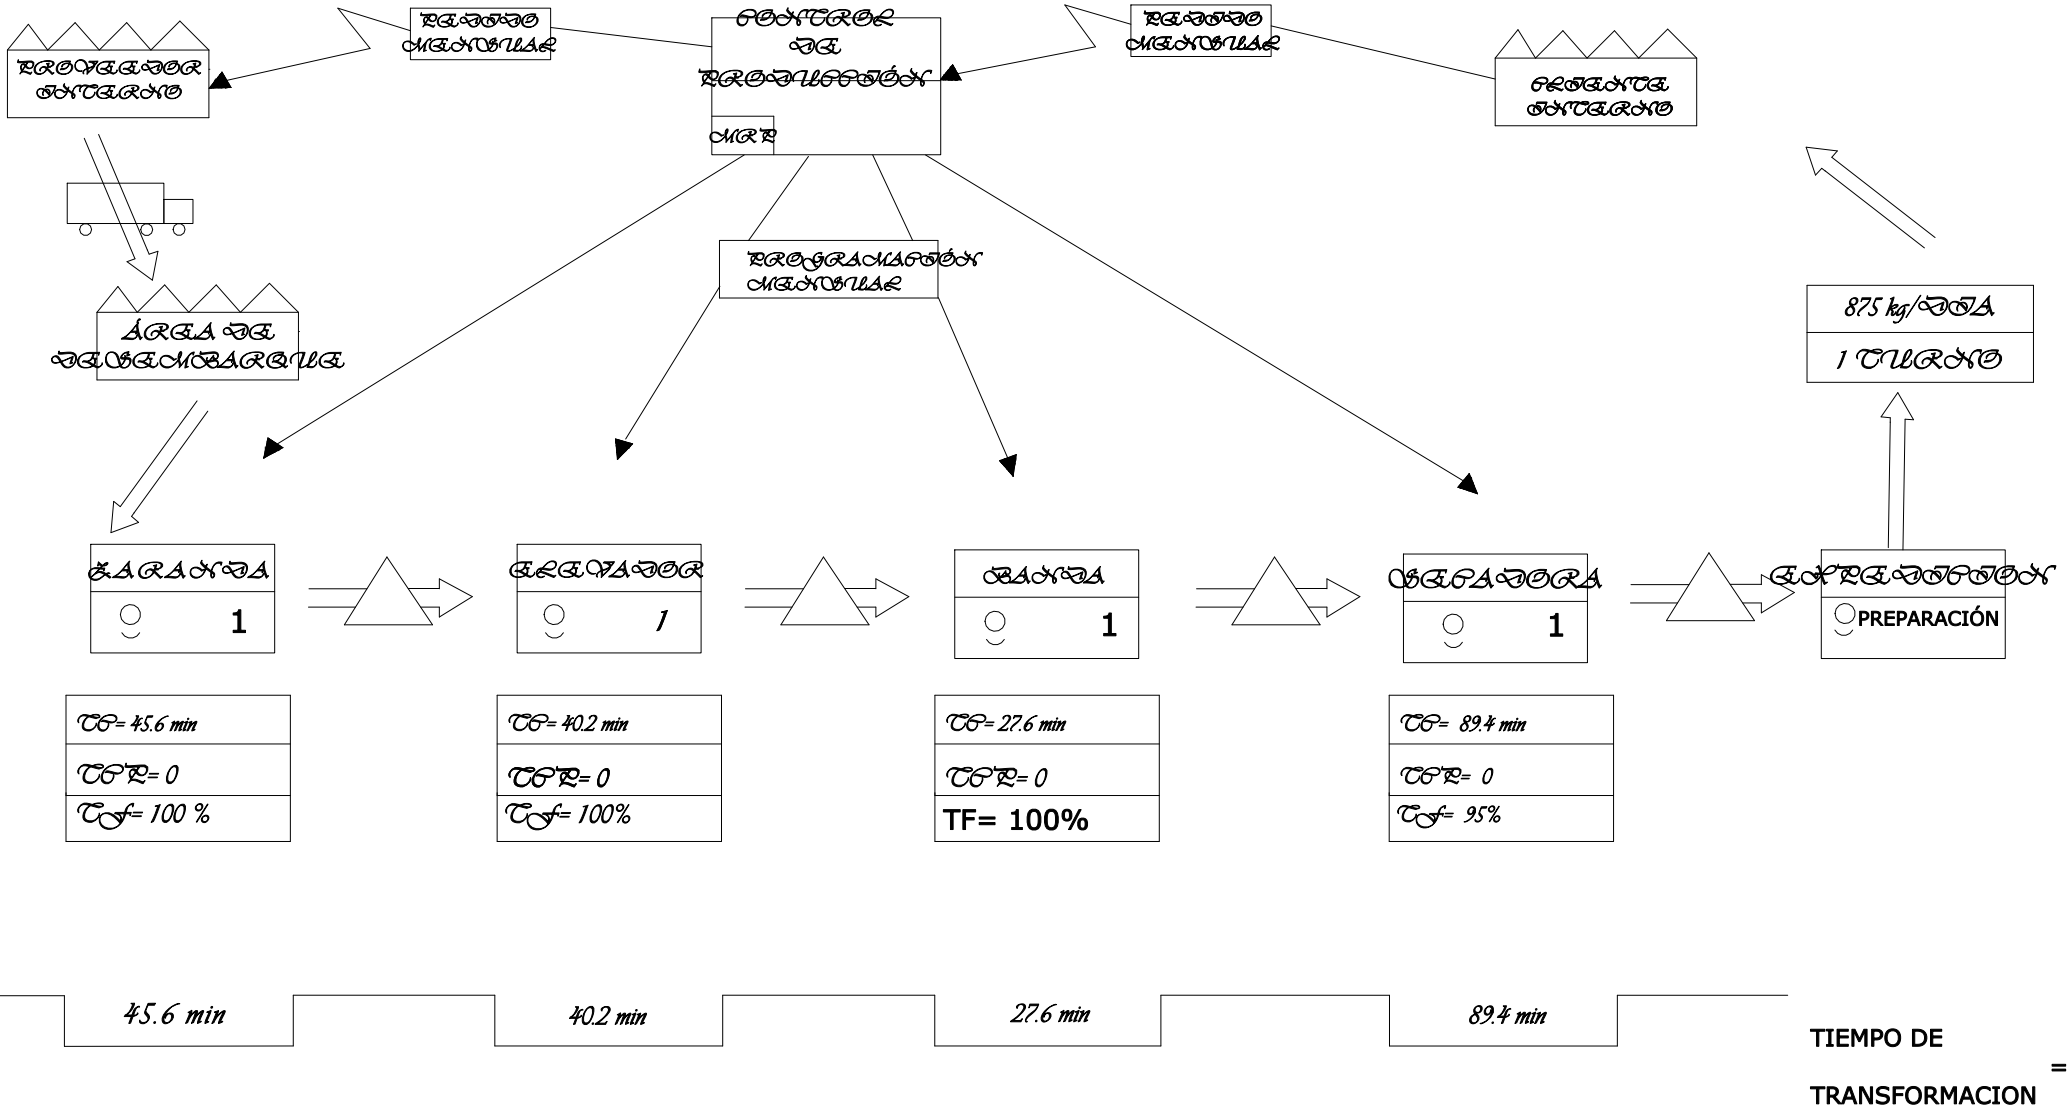 PEDIDO
MENSUAL
CONTROL
DE
PRODUCCIÓN
MRP
PEDIDO
MENSUAL
PROVEEDOR
INTERNO
CLIENTE
INTERNO
PROGRAMACIÓN
MENSUAL
ÁREA DE
DESEMBARQUE
875 kg/DIA
1 TURNO
ZARANDA
1
ELEVADOR
1
BANDA
1
SECADORA
1
EXPEDICION
PREPARACIÓN
TC= 45.6 min
TCP= 0
Tf= 100 %
TC= 40.2 min
TCP= 0
Tf= 100%
TC= 27.6 min
TCP= 0
TF= 100%
TC= 89.4 min
TCP= 0
Tf= 95%
45.6 min
40.2 min
27.6 min
89.4 min
TIEMPO DE
=
TRANSFORMACION